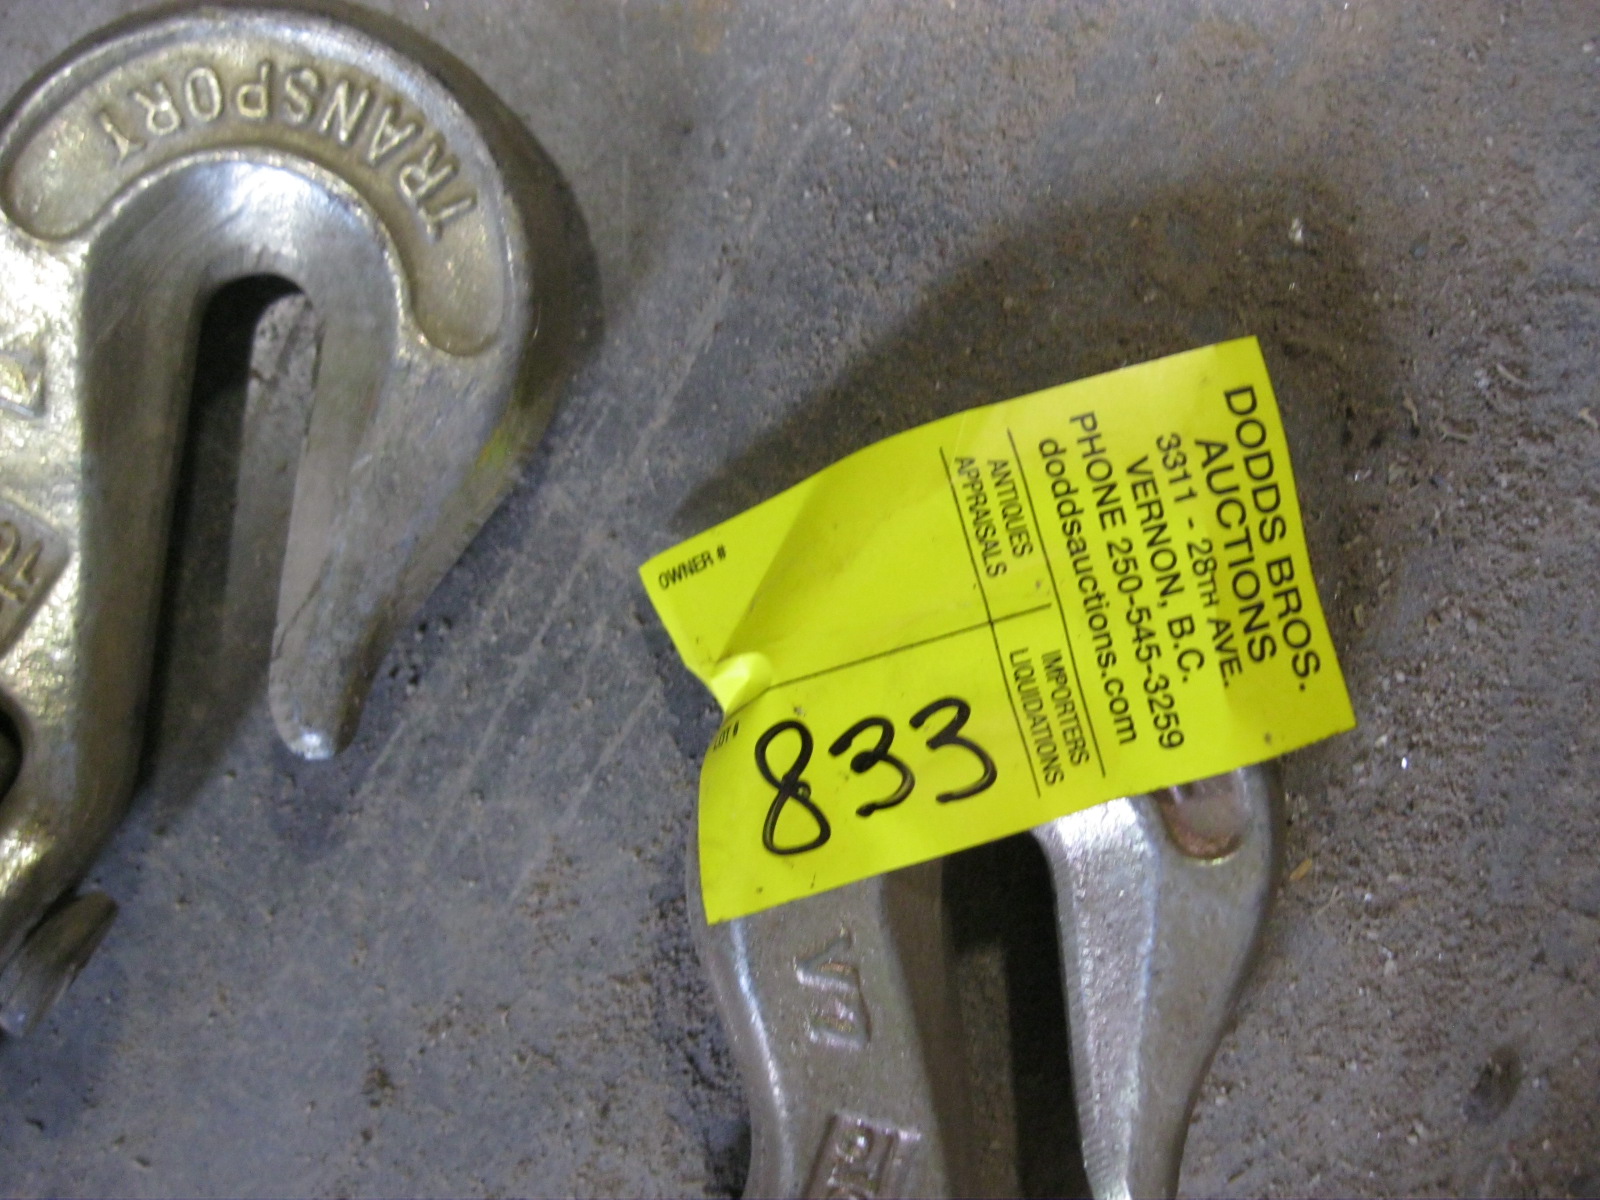 TRANSPORT
DODDS BROS.
AUCTIONS
3311 - 28TH AVE.
VERNON, B.C.
PHONE 250-545-3259
doddsauctions.com
ANTIQUES | IMPORTERS
APPRAISALS LIQUIDATIONS
OWNER #
LOT #
833